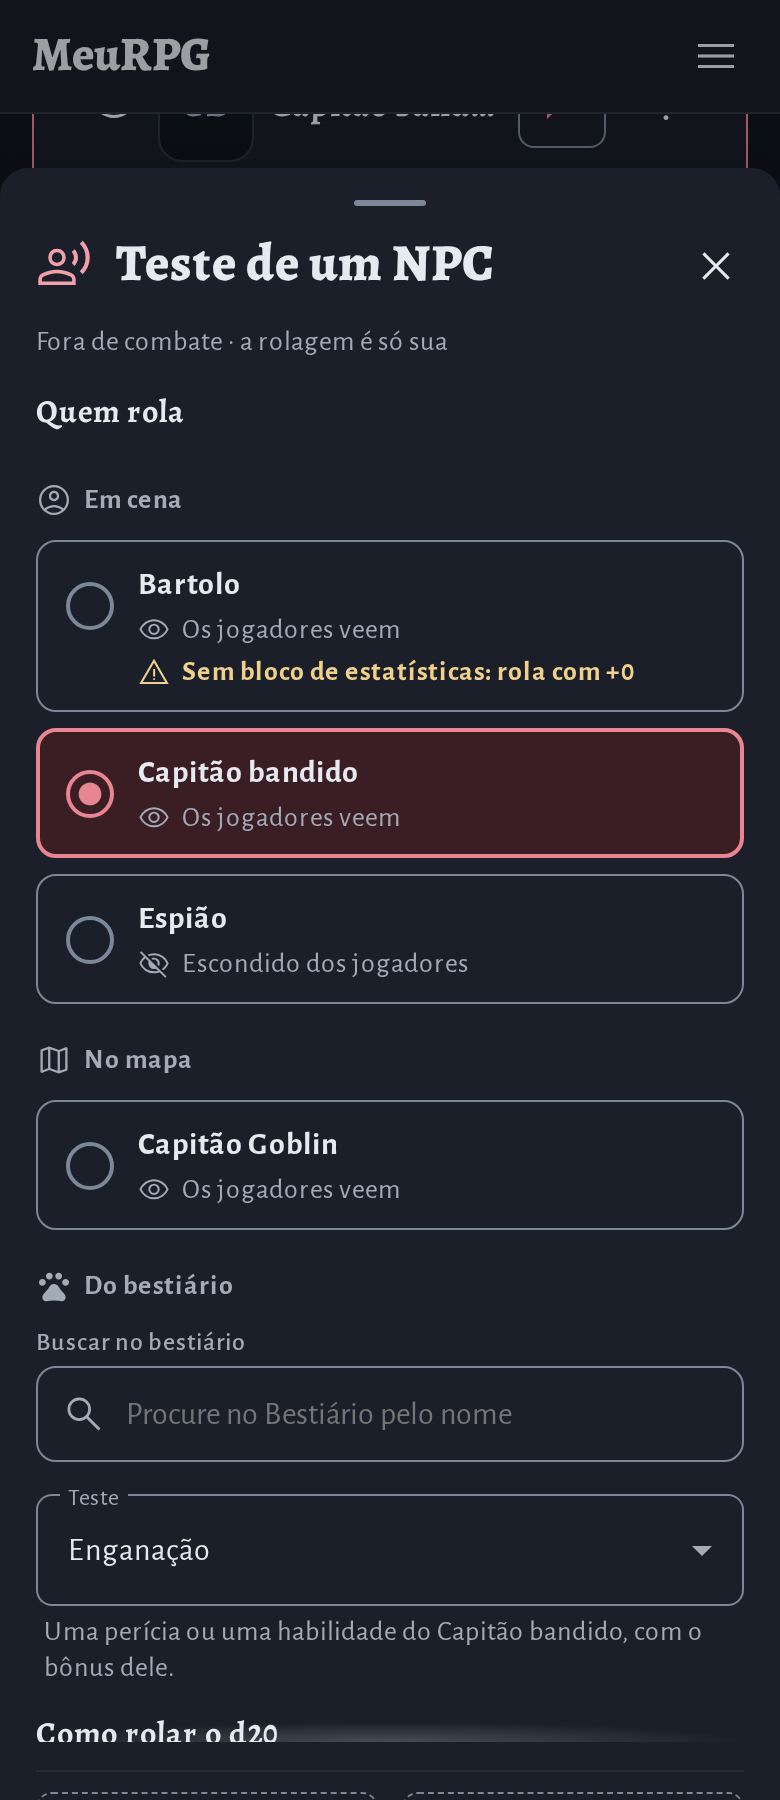 MeuRPG
Teste de um NPC
Fora de combate · a rolagem é só sua
Quem rola
Em cena
Bartolo
Os jogadores veem
Sem bloco de estatísticas: rola com +0
Capitão bandido
Os jogadores veem
Espião
Escondido dos jogadores
No mapa
Capitão Goblin
Os jogadores veem
Do bestiário
Buscar no bestiário
Procure no Bestiário pelo nome
Teste
Enganação
Uma perícia ou uma habilidade do Capitão bandido, com o
bônus dele.
Como rolar o d20